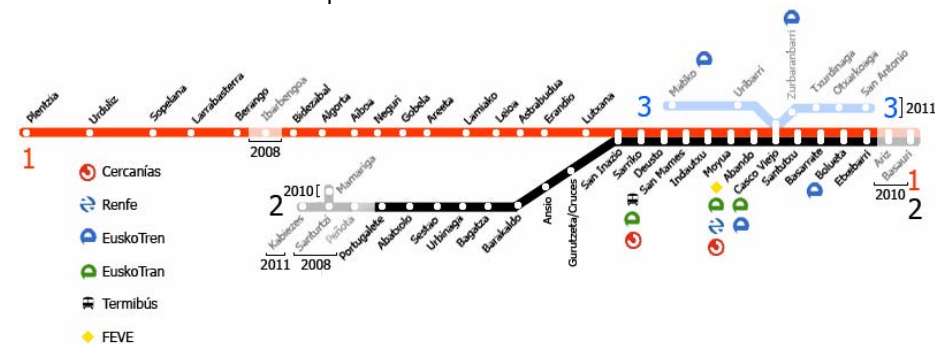 Plentzia
Urduliz
Sopelana
Larrabasterra
Berango
Ibarbengoa
Bidezabal
Algorta
Aiboa
Neguri
Gobela
Areeta
Lamiako
Leioa
Astrabudua
Erandio
Lutxana
Matiko
Uribarri
Zurbaranbarri
Txurdinaga
Otxarkoaga
San Antonio
3
3
2011
1
2008
San Inazio
Sarriko
Deusto
San Mames
Indautxu
Moyua
Abando
Casco Viejo
Santutxu
Basarrate
Bolueta
Etxebarri
Ariz
Basauri
2010
1
2
2010
Mamariga
2
Kabiezes
Santurtzi
Peñota
Portugalete
Abatxolo
Sestao
Urbinaga
Bagatza
Barakaldo
Ansio
Gurutzeta/Cruces
2011
2008
Cercanías
Renfe
EuskoTren
EuskoTran
Termibús
FEVE